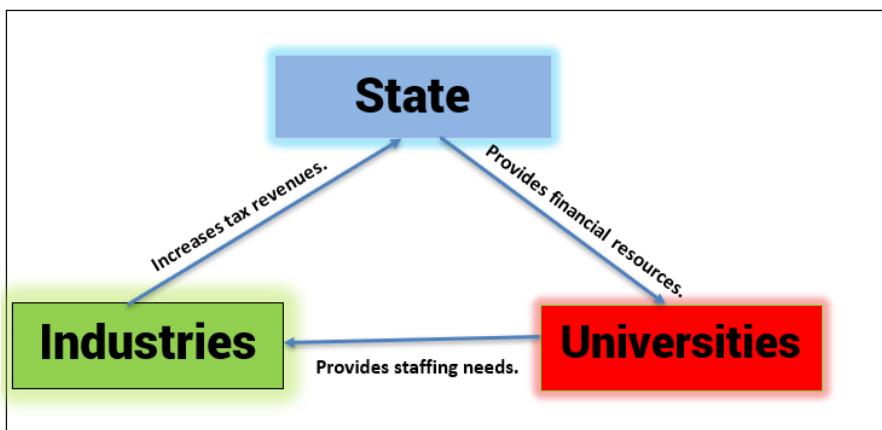 State
Increases tax revenues.
Provides financial resources.
Industries
Universities
Provides staffing needs.